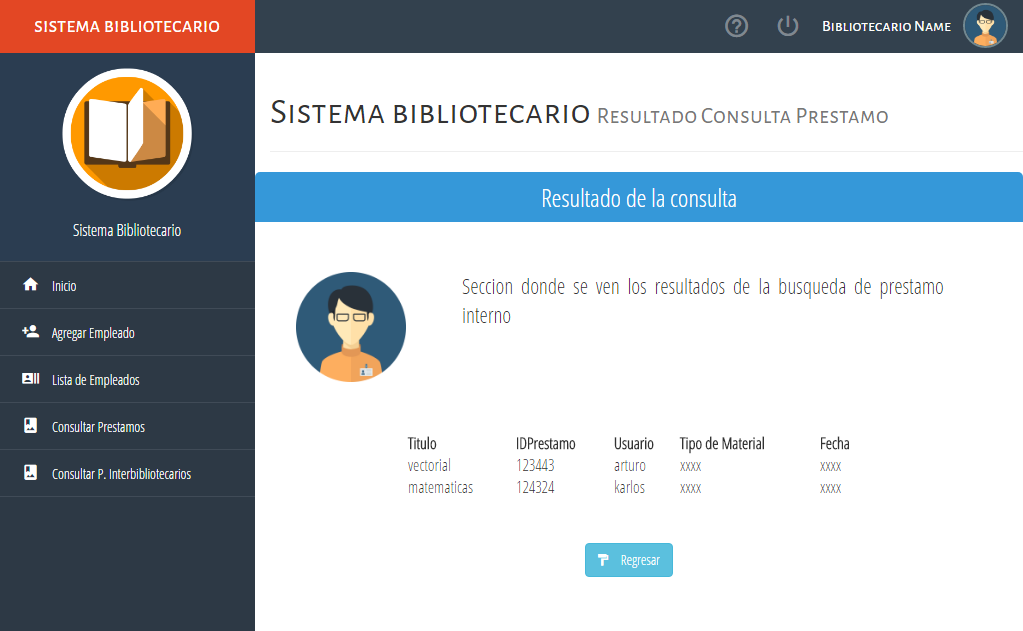 SISTEMA BIBLIOTECARIO
Bibliotecario Name
Sistema Bibliotecario
Inicio
Agregar Empleado
Lista de Empleados
Consultar Prestamos
Consultar P. Interbibliotecarios
Sistema bibliotecario Resultado Consulta Prestamo
Resultado de la consulta
Seccion donde se ven los resultados de la busqueda de prestamo
interno
Titulo IDPrestamo Usuario Tipo de Material Fecha
vectorial 123443 arturo xxxx xxxx
matematicas 124324 karlos xxxx xxxx
Regresar